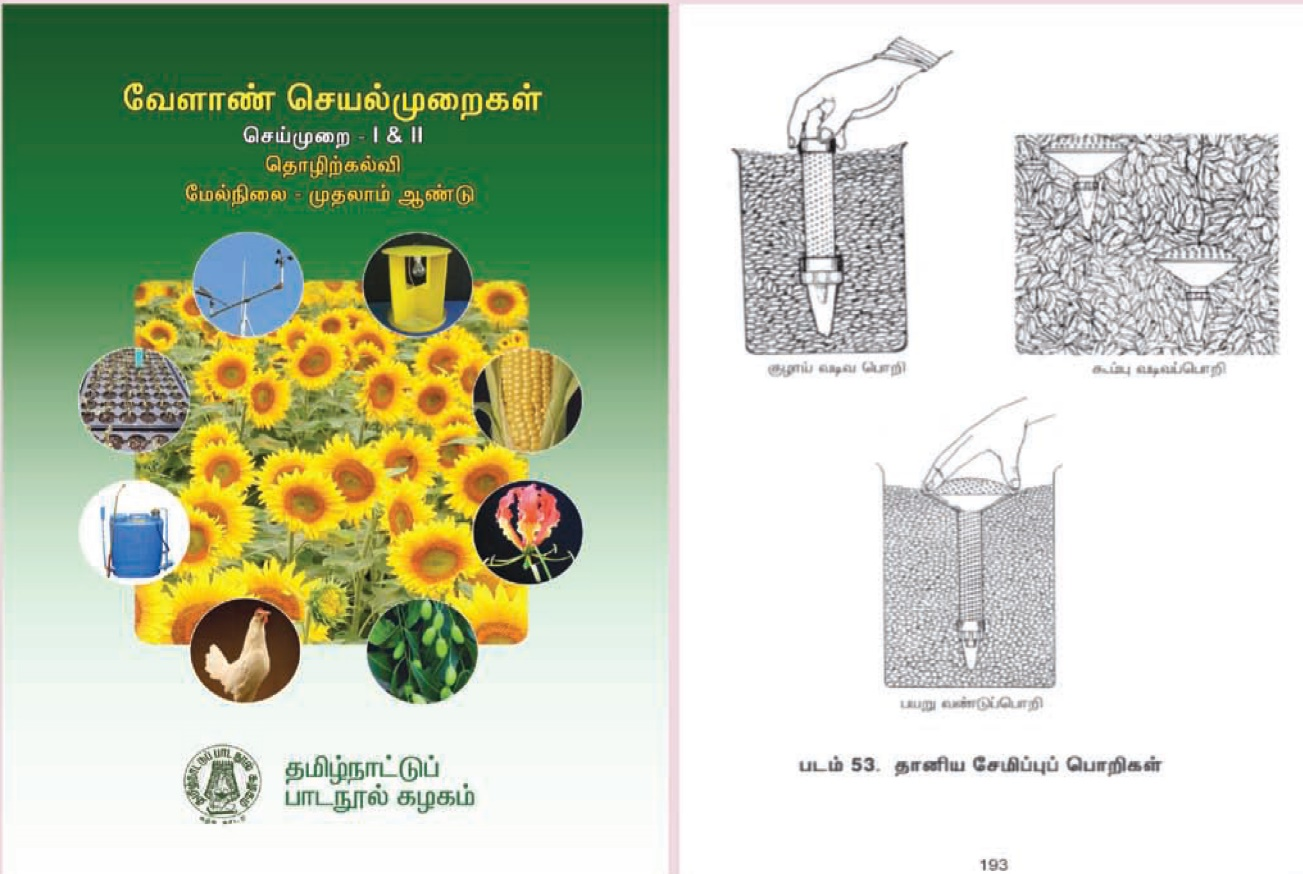 வேளாண் செயல்முறைகள்
செய்முறை - I & II
தொழிற்கல்வி
மேல்நிலை - முதலாம் ஆண்டு
தமிழ்நாட்டுப்
பாடநூல் கழகம்
குழாய் வடிவ பொறி
கூம்பு வடிவப்பொறி
பயறு வண்டுப்பொறி
படம் 53. தானிய சேமிப்புப் பொறிகள்
193